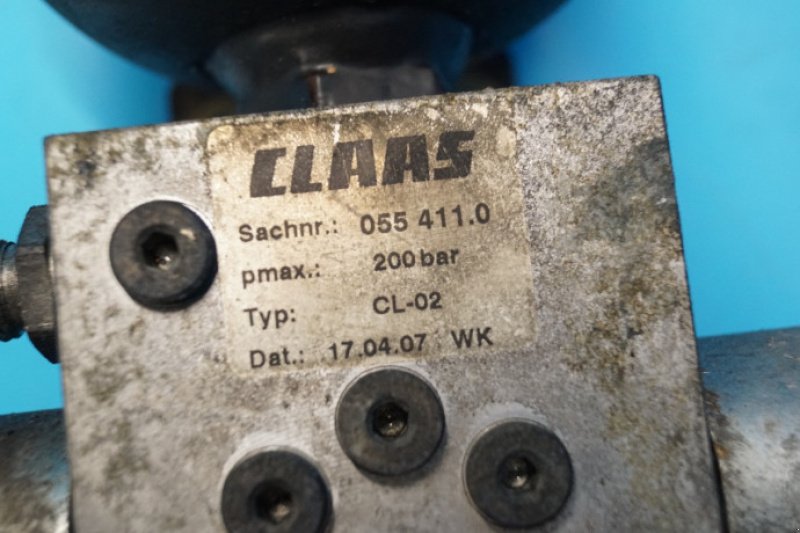 CLAAS
Sachnr.: 055 411.0
pmax.: 200 bar
Typ: CL-02
Dat.: 17.04.07 WK